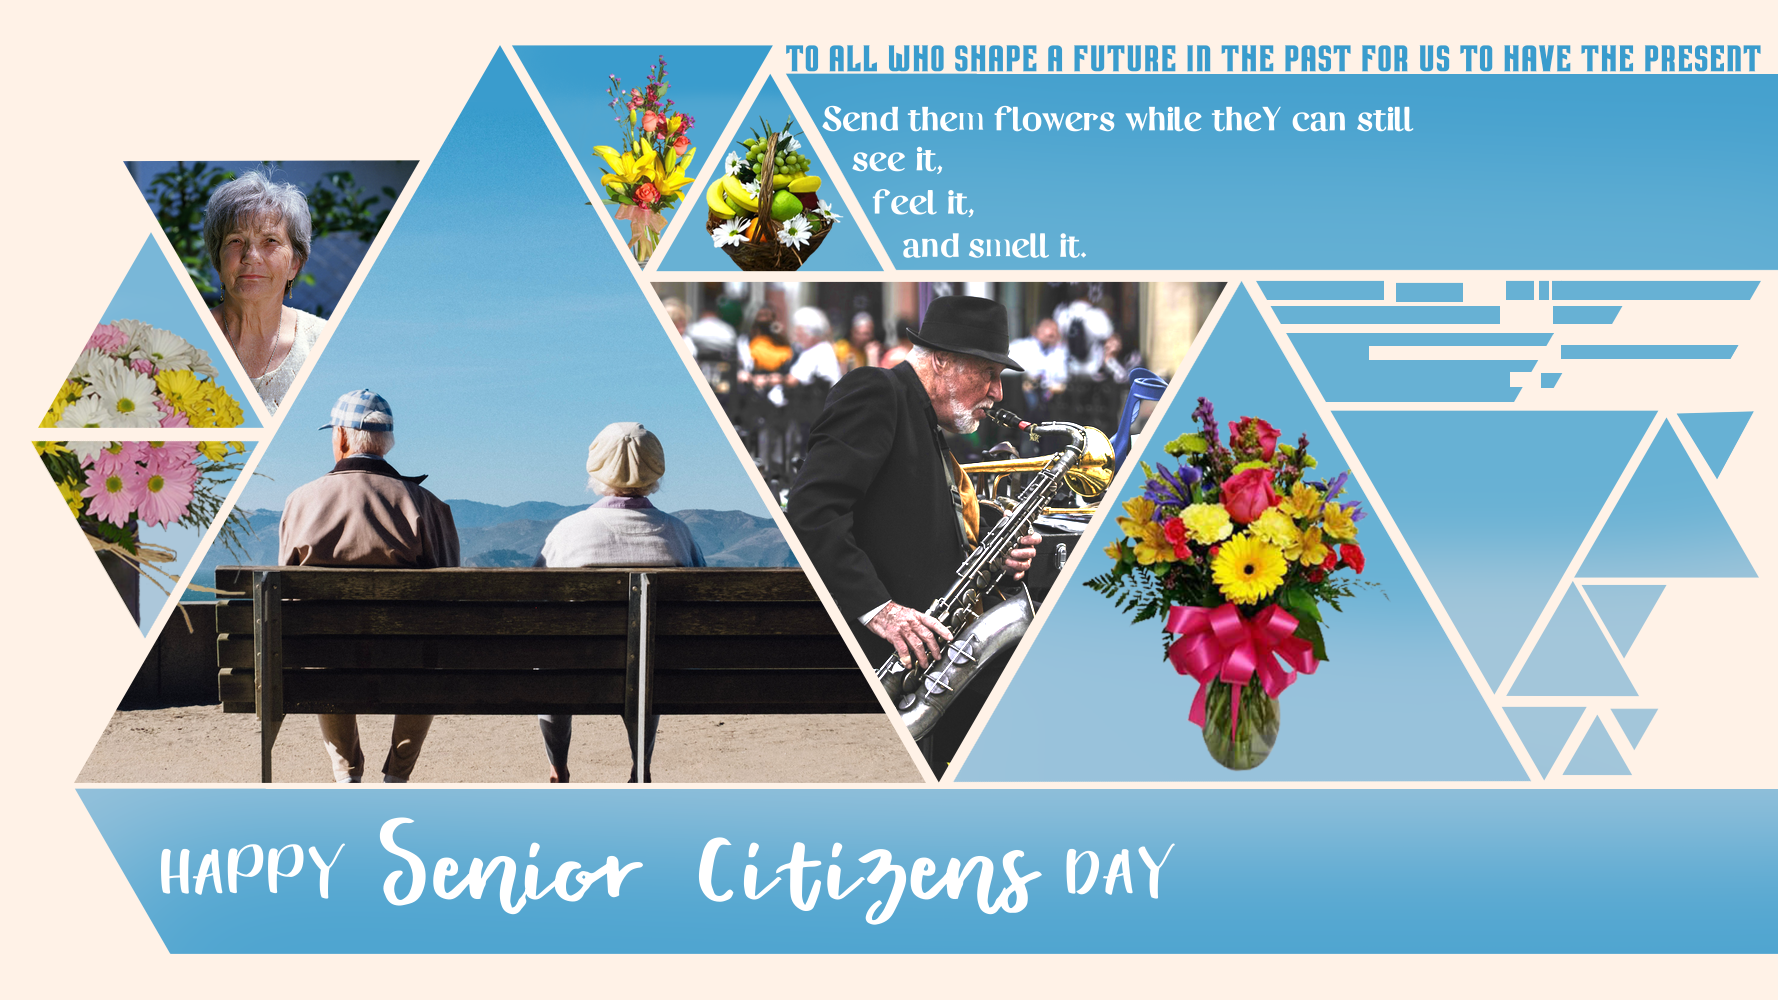 TO ALL WHO SHAPE A FUTURE IN THE PAST FOR US TO HAVE THE PRESENT
Send them flowers while theY can still
see it,
feel it,
and smell it.
HAPPY Senior Citizens DAY